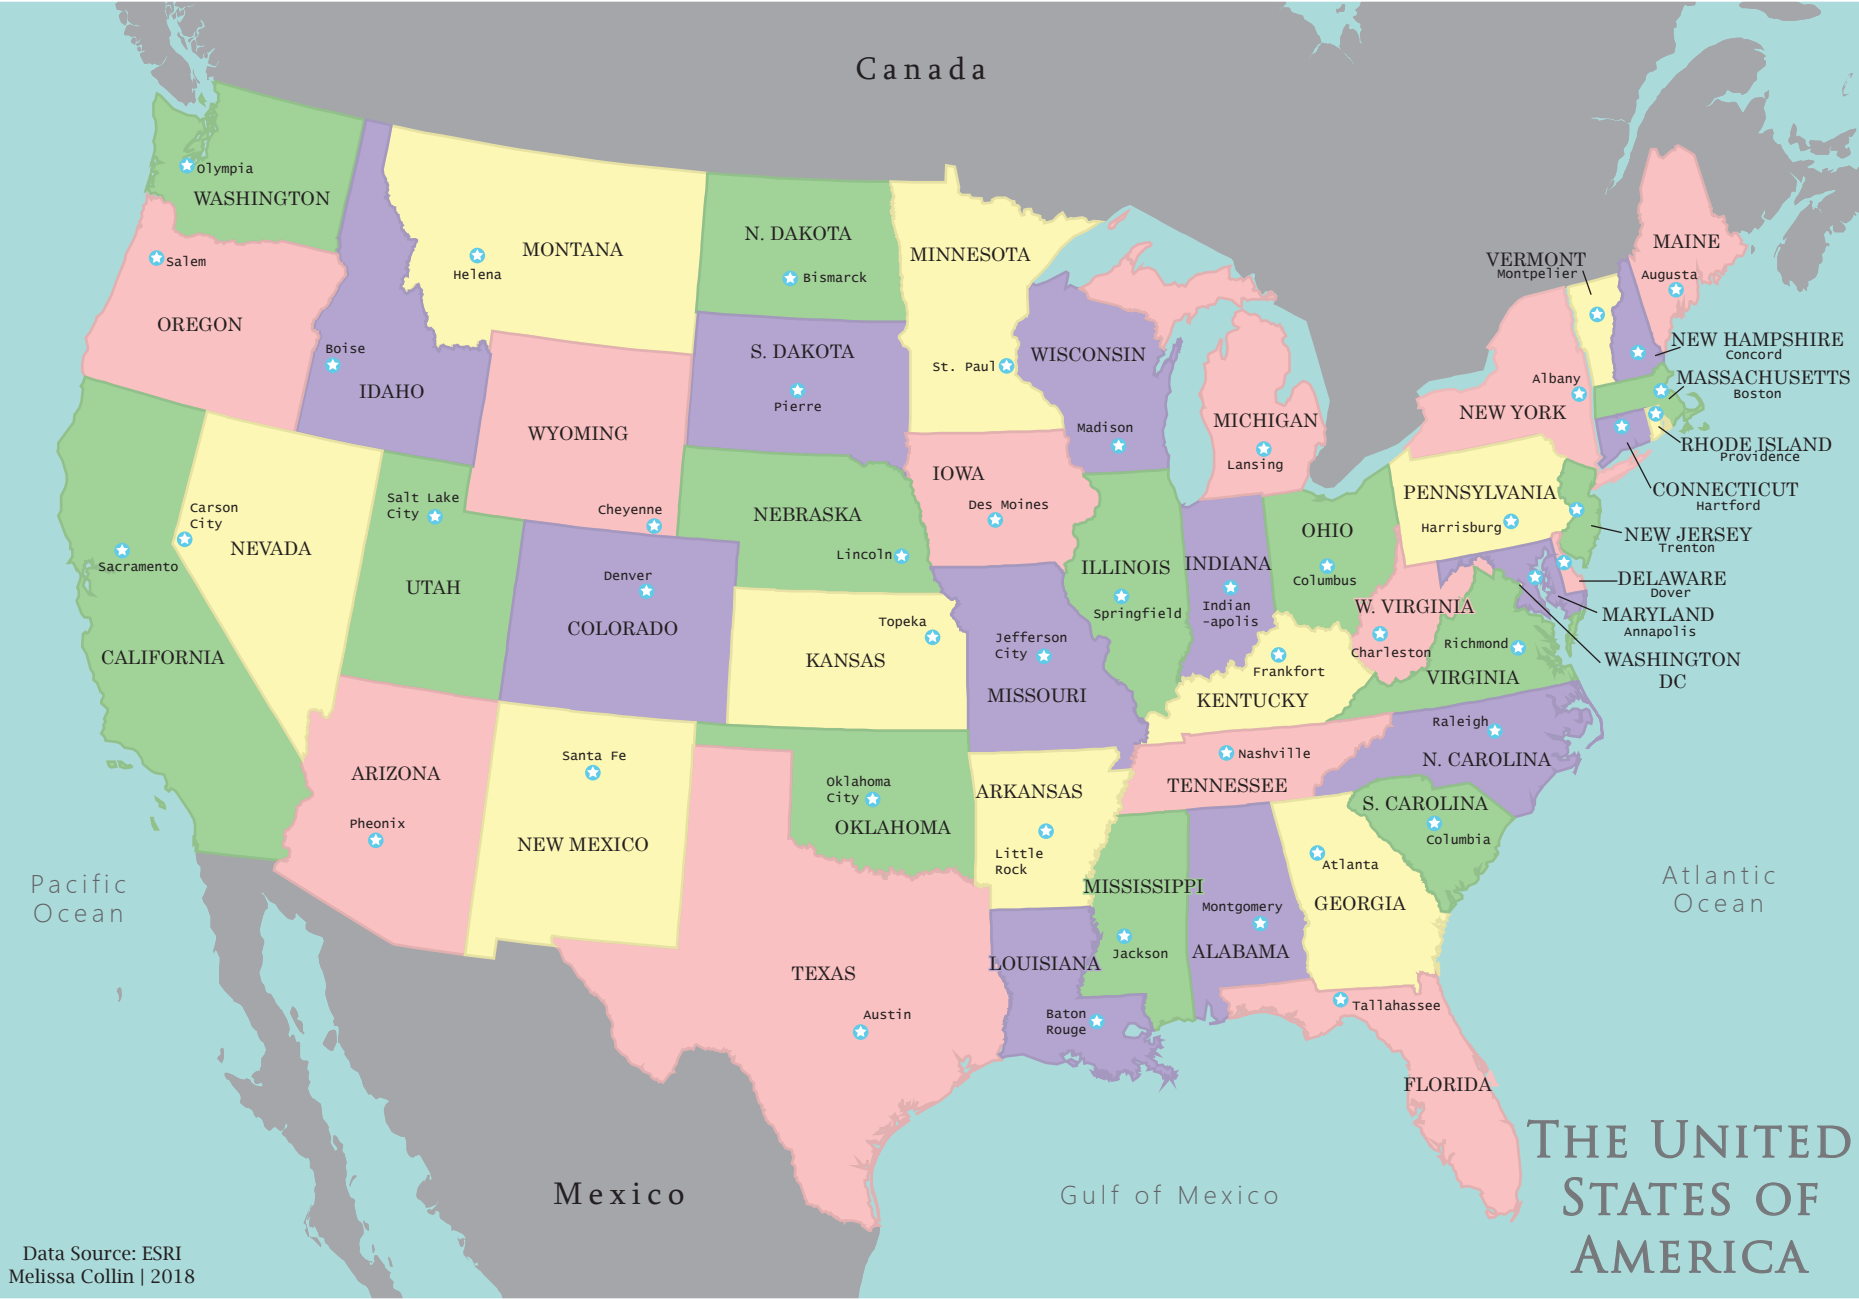 Canada
Olympia
WASHINGTON
Salem
OREGON
Boise
IDAHO
MONTANA
Helena
N. DAKOTA
Bismarck
S. DAKOTA
Pierre
MINNESOTA
St. Paul
WISCONSIN
Madison
MICHIGAN
Lansing
VERMONT
Montpelier
MAINE
Augusta
NEW HAMPSHIRE
Concord
MASSACHUSETTS
Boston
Albany
NEW YORK
RHODE ISLAND
Providence
CONNECTICUT
Hartford
WYOMING
Cheyenne
Carson
City
NEVADA
Sacramento
CALIFORNIA
Salt Lake
City
UTAH
Denver
COLORADO
NEBRASKA
Lincoln
IOWA
Des Moines
ILLINOIS
Springfield
INDIANA
Indian
-apolis
OHIO
Columbus
PENNSYLVANIA
Harrisburg
NEW JERSEY
Trenton
DELAWARE
Dover
MARYLAND
Annapolis
WASHINGTON
DC
W. VIRGINIA
Charleston
Richmond
VIRGINIA
Topeka
KANSAS
Jefferson
City
MISSOURI
Frankfort
KENTUCKY
Raleigh
N. CAROLINA
Nashville
TENNESSEE
ARIZONA
Pheonix
Santa Fe
NEW MEXICO
Oklahoma
City
OKLAHOMA
ARKANSAS
Little
Rock
S. CAROLINA
Columbia
Atlanta
GEORGIA
MISSISSIPPI
Jackson
Montgomery
ALABAMA
LOUISIANA
Baton
Rouge
TEXAS
Austin
Tallahassee
FLORIDA
Pacific
Ocean
Atlantic
Ocean
Mexico
Gulf of Mexico
THE UNITED
STATES OF
AMERICA
Data Source: ESRI
Melissa Collin | 2018